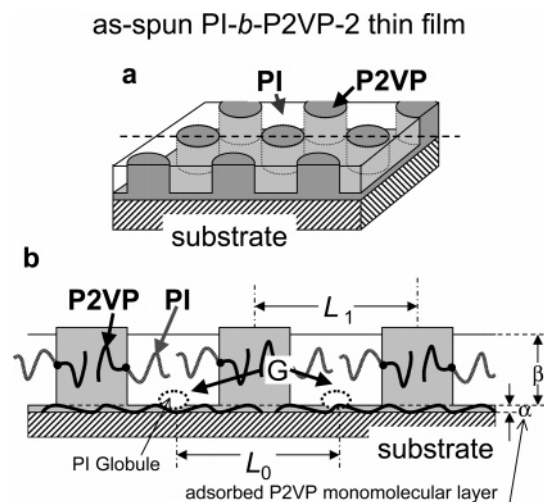 as-spun PI-b-P2VP-2 thin film
a
PI
P2VP
substrate
b
P2VP
PI
L1
G
β
α
PI Globule
L0
substrate
adsorbed P2VP monomolecular layer